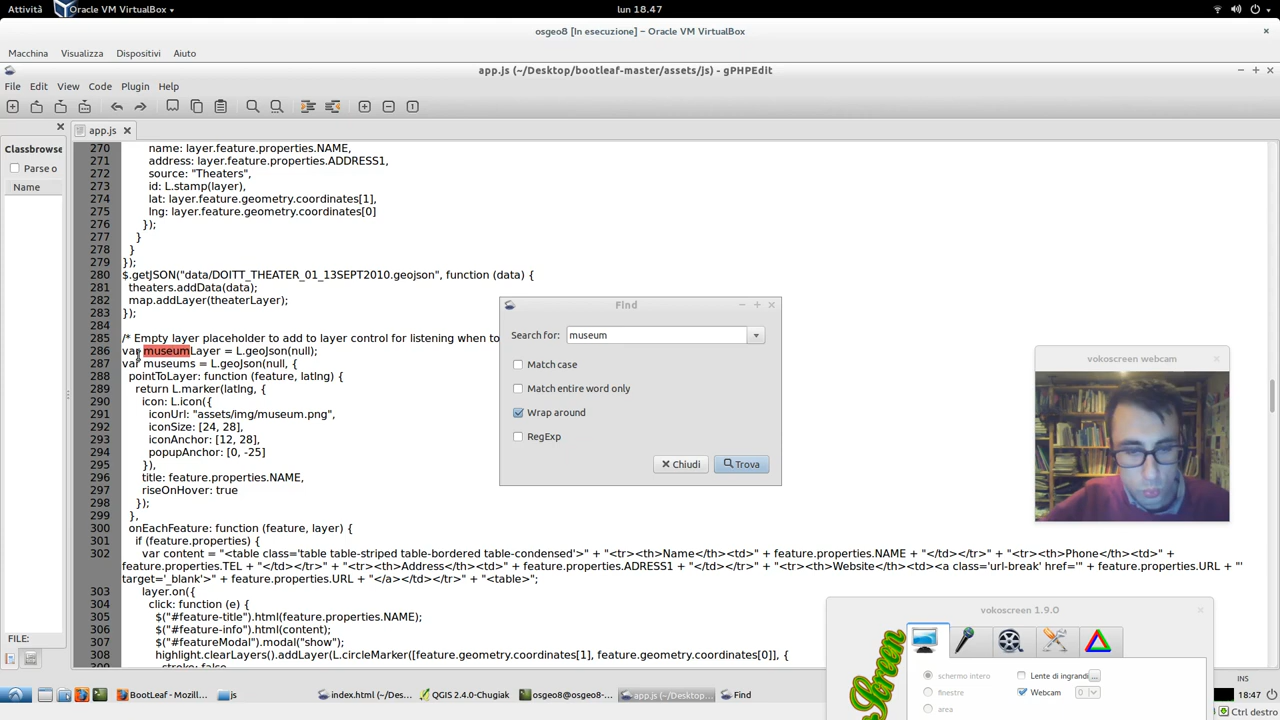 Attività Oracle VM VirtualBox lun 18.47
osgeo8 [In esecuzione] – Oracle VM VirtualBox
Macchina Visualizza Dispositivi Aiuto
app.js (~/Desktop/bootleaf-master/assets/js) - gPHPEdit
File Edit View Code Plugin Help
app.js
Classbrowse
Parse o
Name
FILE:
270 name: layer.feature.properties.NAME,
271 address: layer.feature.properties.ADDRESS1,
272 source: "Theaters",
273 id: L.stamp(layer),
274 lat: layer.feature.geometry.coordinates[1],
275 lng: layer.feature.geometry.coordinates[0]
276 });
277 }
278 }
279 });
280 $.getJSON("data/DOITT_THEATER_01_13SEPT2010.geojson", function (data) {
281 theaters.addData(data);
282 map.addLayer(theaterLayer);
283 });
284
285 /* Empty layer placeholder to add to layer control for listening when to
286 var museumLayer = L.geoJson(null);
287 var museums = L.geoJson(null, {
288 pointToLayer: function (feature, latlng) {
289 return L.marker(latlng, {
290 icon: L.icon({
291 iconUrl: "assets/img/museum.png",
292 iconSize: [24, 28],
293 iconAnchor: [12, 28],
294 popupAnchor: [0, -25]
295 }),
296 title: feature.properties.NAME,
297 riseOnHover: true
298 });
299 },
300 onEachFeature: function (feature, layer) {
301 if (feature.properties) {
302 var content = "<table class='table table-striped table-bordered table-condensed'>" + "<tr><th>Name</th><td>" + feature.properties.NAME + "</td></tr>" + "<tr><th>Phone</th><td>" +
feature.properties.TEL + "</td></tr>" + "<tr><th>Address</th><td>" + feature.properties.ADRESS1 + "</td></tr>" + "<tr><th>Website</th><td><a class='url-break' href='" + feature.properties.URL + "'
target='_blank'>" + feature.properties.URL + "</a></td></tr>" + "<table>";
303 layer.on({
304 click: function (e) {
305 $("#feature-title").html(feature.properties.NAME);
306 $("#feature-info").html(content);
307 $("#featureModal").modal("show");
308 highlight.clearLayers().addLayer(L.circleMarker([feature.geometry.coordinates[1], feature.geometry.coordinates[0]], {
309 stroke: false,
Find
Search for: museum
Match case
Match entire word only
Wrap around
RegExp
Chiudi Trova
vokoscreen webcam
vokoscreen 1.9.0
schermo intero Lente di ingrandi ...
finestre Webcam 0
area
Screen
INS
BootLeaf - Mozill... js index.html (~/Des... QGIS 2.4.0-Chugiak osgeo8@osgeo8-... app.js (~/Desktop... Find 18:47
Ctrl destro